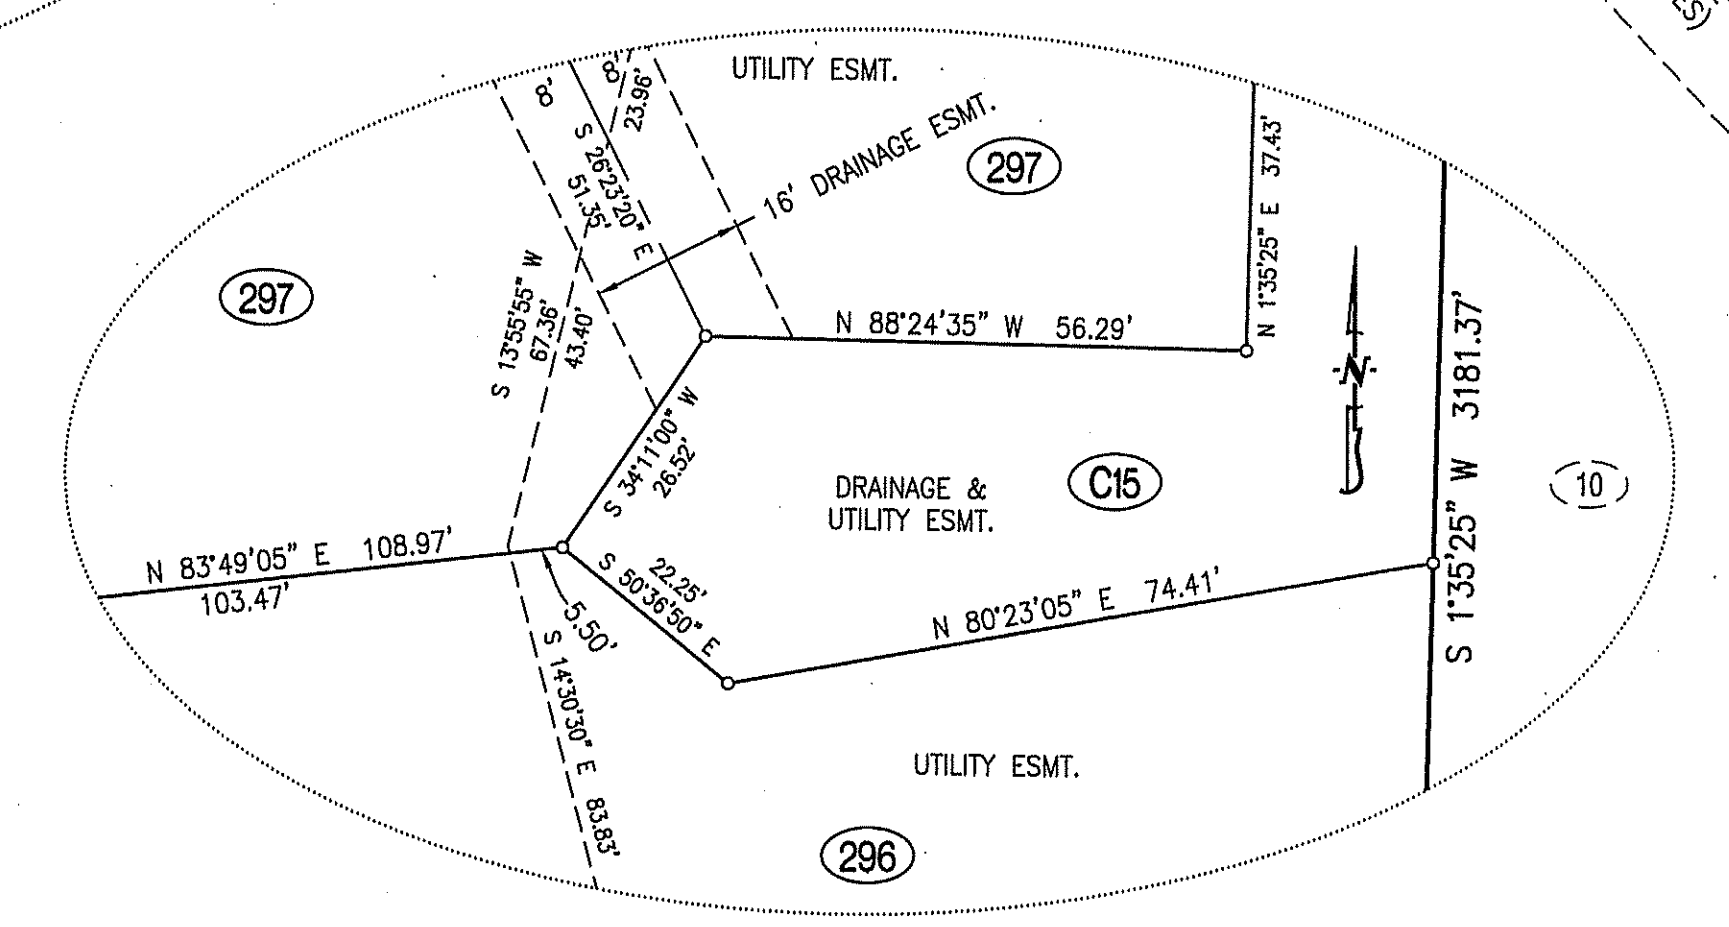 UTILITY ESMT.
8'
8'
23.96'
S 26°23'20" E
51.35'
16' DRAINAGE ESMT.
297
N 1°35'25" E 37.43'
297
S 13°55'55" W
67.36'
43.40'
N 88°24'35" W 56.29'
N
S 1°35'25" W 3181.37'
S 34°11'00" W
26.52'
DRAINAGE &
UTILITY ESMT.
C15
10
N 83°49'05" E 108.97'
103.47'
22.25'
S 50°36'50" E
5.50'
N 80°23'05" E 74.41'
S 14°30'30" E 83.83'
UTILITY ESMT.
296